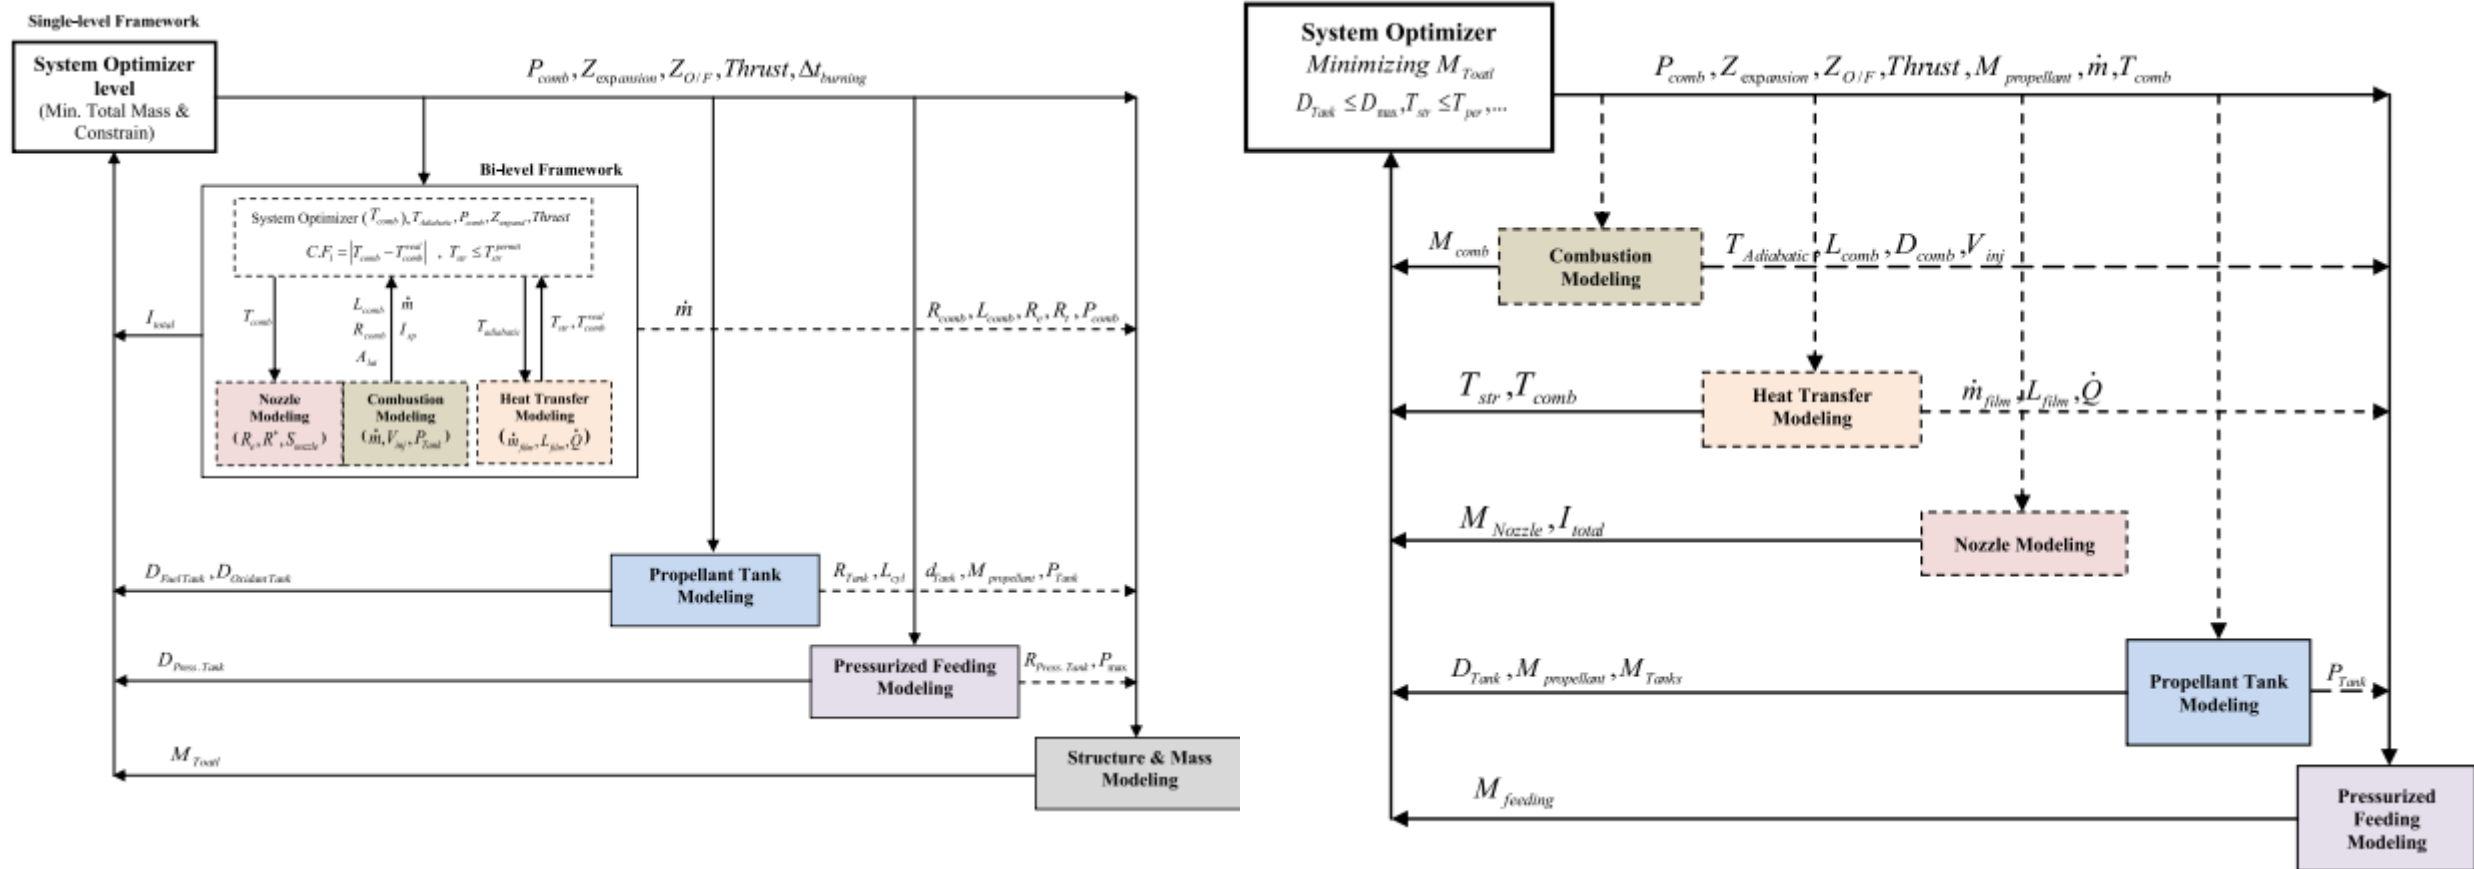 Single-level Framework
System Optimizer
level
(Min. Total Mass &
Constrain)
P_comb, Z_expansion, Z_O/F, Thrust, Δt_burning
Bi-level Framework
System Optimizer (T_comb), T_Adiabatic, P_comb, Z_expand, Thrust
C.F_1 = |T_comb − T_comb^real| , T_str ≤ T_str^permit
I_total
T_comb
L_comb ṁ
R_comb I_sp
T_adiabatic
T_str, T_comb^real
ṁ
R_comb, L_comb, R_e, R_t, P_comb
Nozzle
Modeling
(R_e, R*, S_nozzle)
Combustion
Modeling
(ṁ, V_inj, P_Tank)
Heat Transfer
Modeling
(ṁ_film, L_film, Q̇)
D_Fuel Tank, D_Oxidant Tank
Propellant Tank
Modeling
R_Tank, L_cyl
d_Tank, M_propellant, P_Tank
D_Press. Tank
Pressurized Feeding
Modeling
R_Press. Tank, P_max
M_Toatl
Structure & Mass
Modeling
System Optimizer
Minimizing M_Toatl
D_Tank ≤ D_max, T_str ≤ T_per, ...
P_comb, Z_expansion, Z_O/F, Thrust, M_propellant, ṁ, T_comb
M_comb
Combustion
Modeling
T_Adiabatic, L_comb, D_comb, V_inj
T_str, T_comb
Heat Transfer
Modeling
ṁ_film, L_film, Q̇
M_Nozzle, I_total
Nozzle Modeling
D_Tank, M_propellant, M_Tanks
Propellant Tank
Modeling
P_Tank
M_feeding
Pressurized
Feeding
Modeling